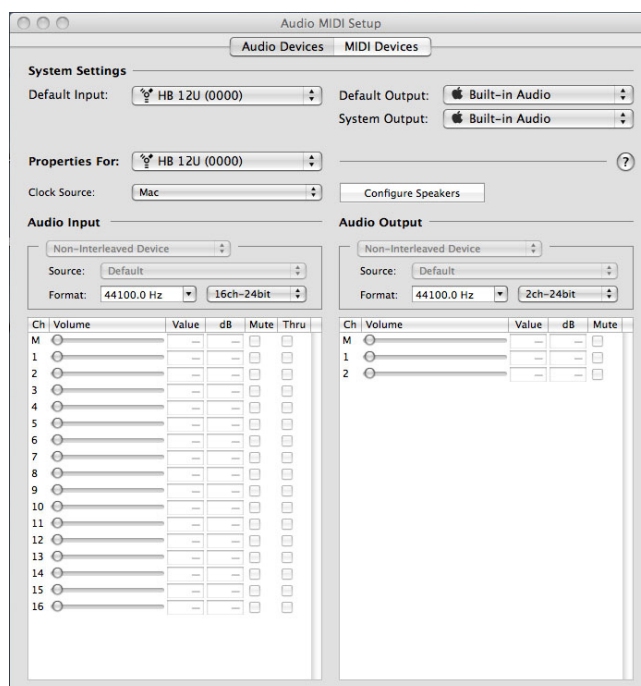 Audio MIDI Setup
Audio Devices MIDI Devices
System Settings
Default Input: HB 12U (0000) Default Output: Built-in Audio
System Output: Built-in Audio
Properties For: HB 12U (0000) ?
Clock Source: Mac Configure Speakers
Audio Input Audio Output
Non-Interleaved Device Non-Interleaved Device
Source: Default Source: Default
Format: 44100.0 Hz 16ch-24bit Format: 44100.0 Hz 2ch-24bit
Ch Volume Value dB Mute Thru Ch Volume Value dB Mute
M — — M — —
1 — — 1 — —
2 — — 2 — —
3 — —
4 — —
5 — —
6 — —
7 — —
8 — —
9 — —
10 — —
11 — —
12 — —
13 — —
14 — —
15 — —
16 — —